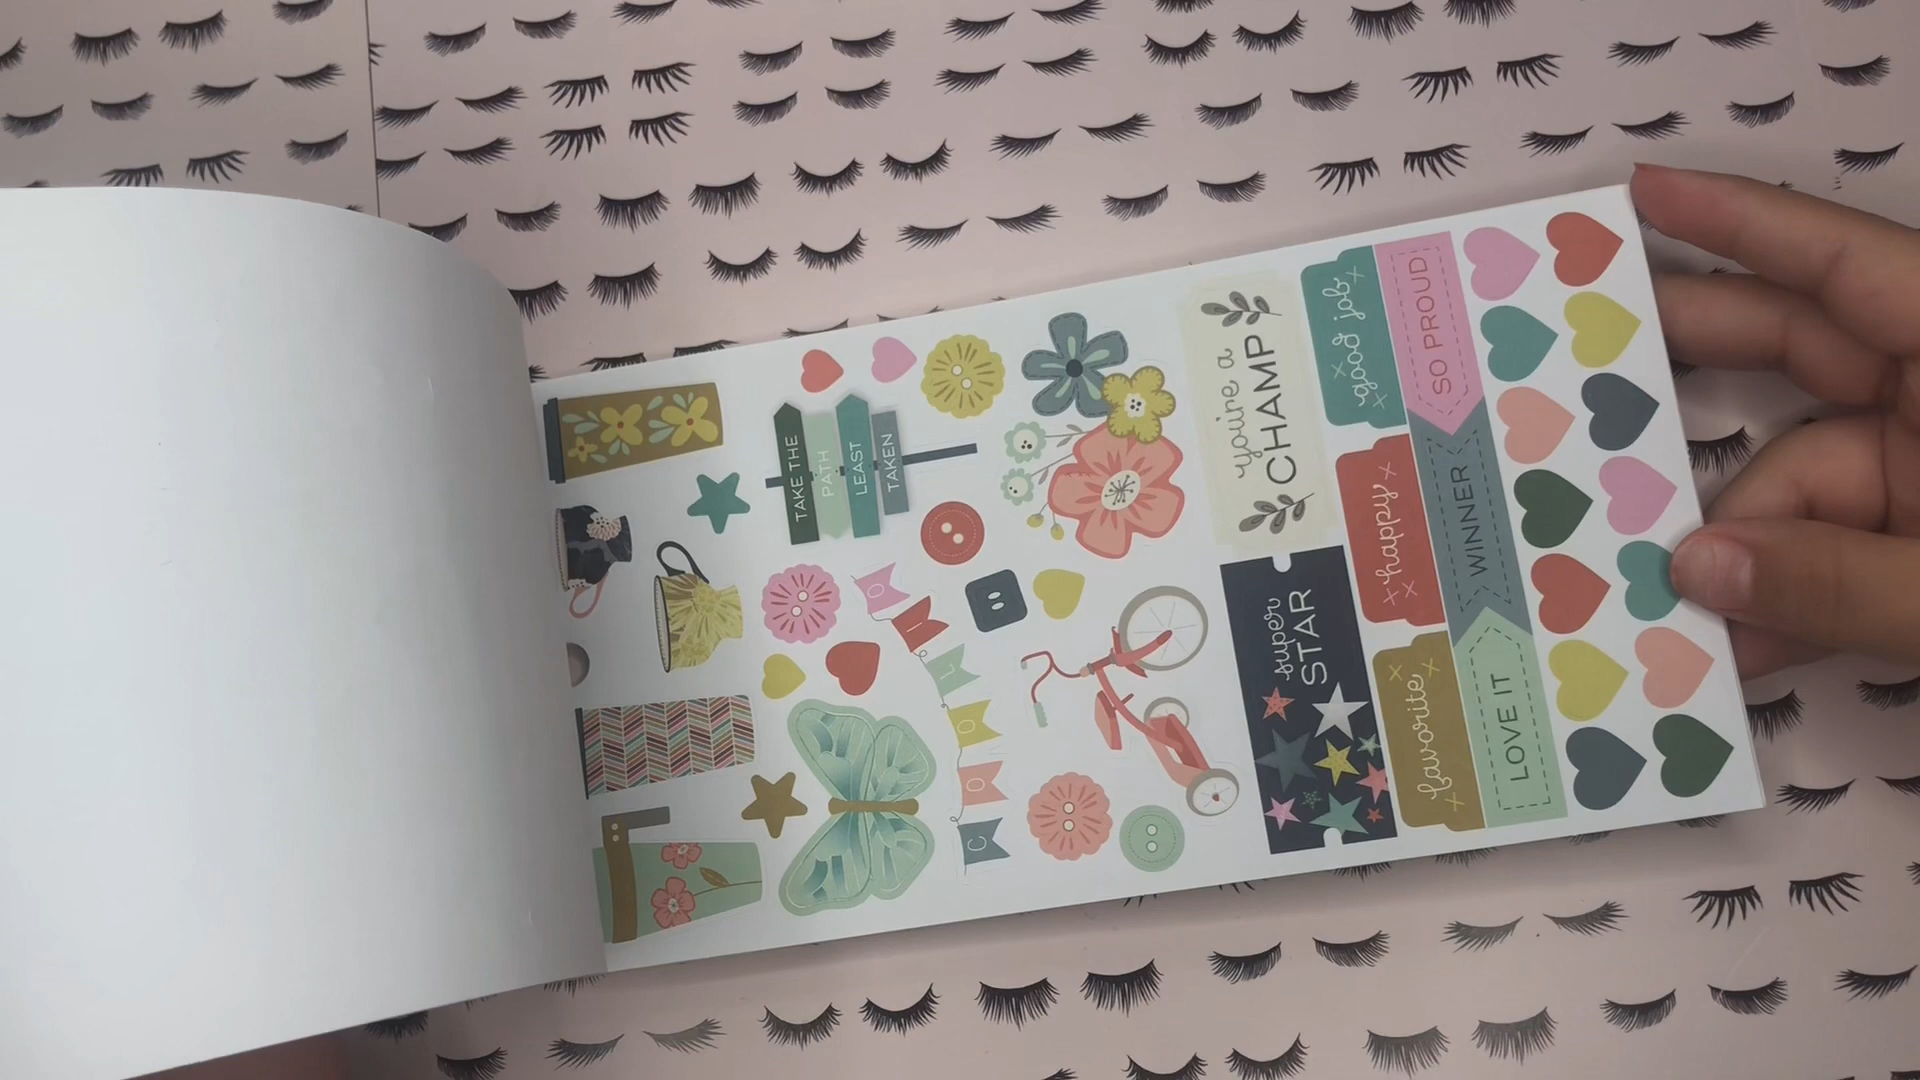 TAKE THE
PATH
LEAST
TAKEN
COOLIO
super
STAR
you're a
CHAMP
favorite
happy
good job
LOVE IT
WINNER
SO PROUD